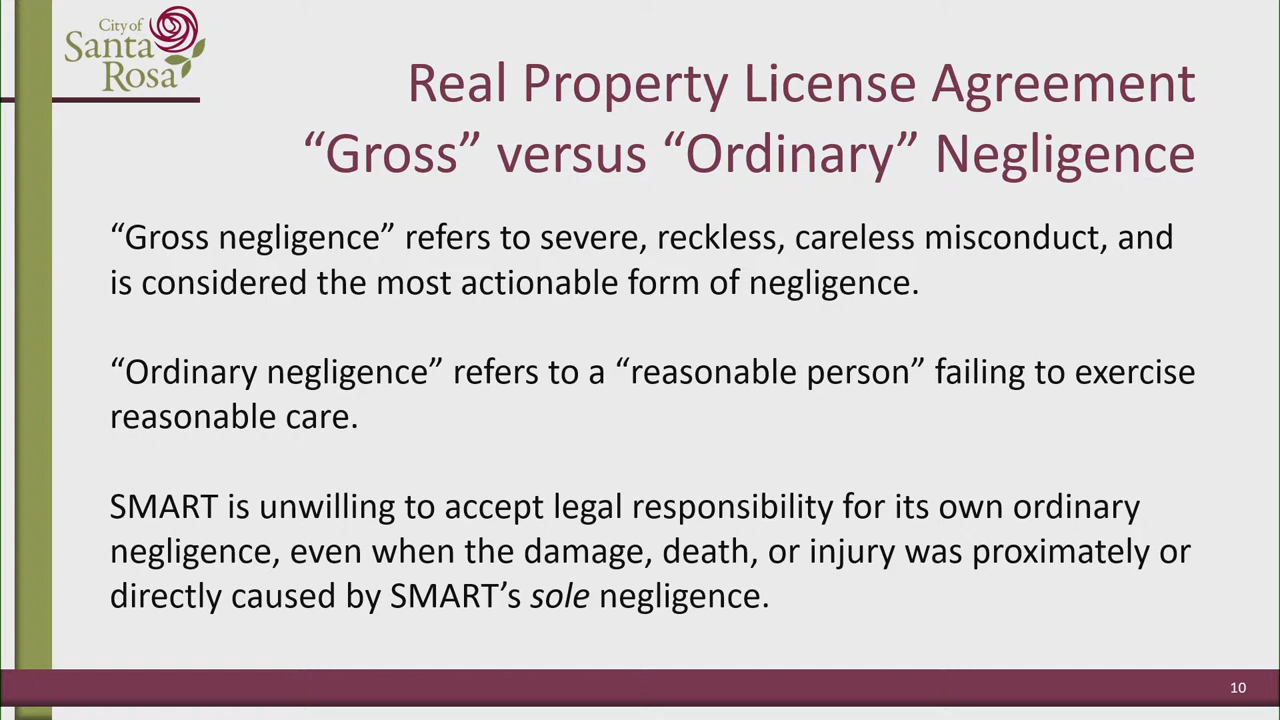 City of
Santa
Rosa
Real Property License Agreement
“Gross” versus “Ordinary” Negligence
“Gross negligence” refers to severe, reckless, careless misconduct, and
is considered the most actionable form of negligence.
“Ordinary negligence” refers to a “reasonable person” failing to exercise
reasonable care.
SMART is unwilling to accept legal responsibility for its own ordinary
negligence, even when the damage, death, or injury was proximately or
directly caused by SMART’s sole negligence.
10